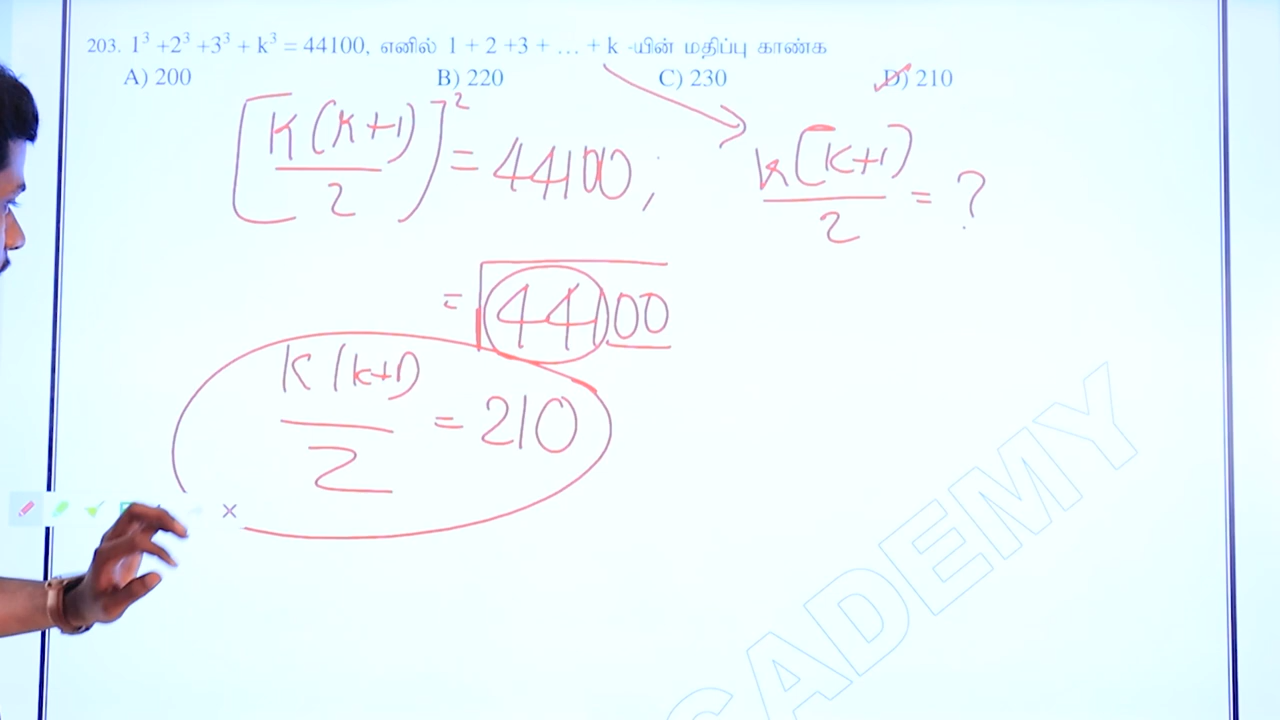 203. 1³ +2³ +3³ + k³ = 44100, எனில் 1 + 2 +3 + … + k -யின் மதிப்பு காண்க
A) 200 B) 220 C) 230 D) 210
[K(K+1)/2]² = 44100; k(k+1)/2 = ?
= √44100
K(k+1)/2 = 210
CADEMY